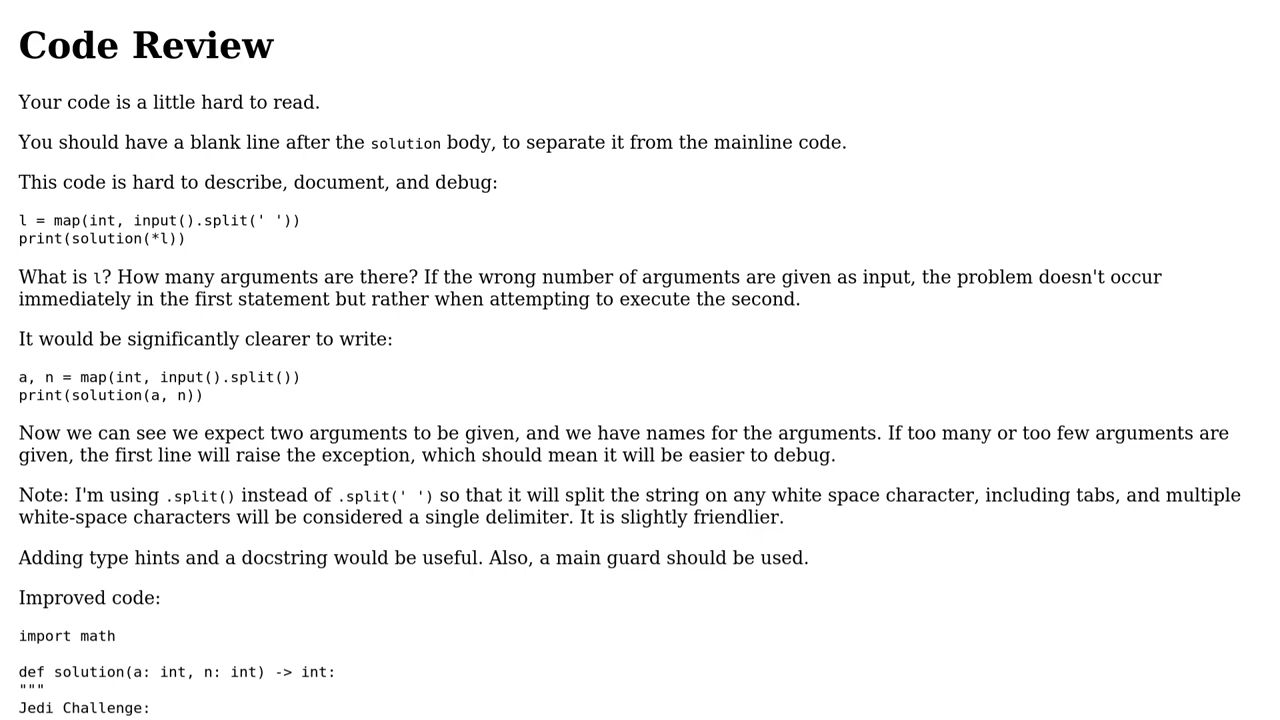 Code Review
Your code is a little hard to read.
You should have a blank line after the solution body, to separate it from the mainline code.
This code is hard to describe, document, and debug:
l = map(int, input().split(' '))
print(solution(*l))
What is l? How many arguments are there? If the wrong number of arguments are given as input, the problem doesn't occur
immediately in the first statement but rather when attempting to execute the second.
It would be significantly clearer to write:
a, n = map(int, input().split())
print(solution(a, n))
Now we can see we expect two arguments to be given, and we have names for the arguments. If too many or too few arguments are
given, the first line will raise the exception, which should mean it will be easier to debug.
Note: I'm using .split() instead of .split(' ') so that it will split the string on any white space character, including tabs, and multiple
white-space characters will be considered a single delimiter. It is slightly friendlier.
Adding type hints and a docstring would be useful. Also, a main guard should be used.
Improved code:
import math
def solution(a: int, n: int) -> int:
"""
Jedi Challenge: